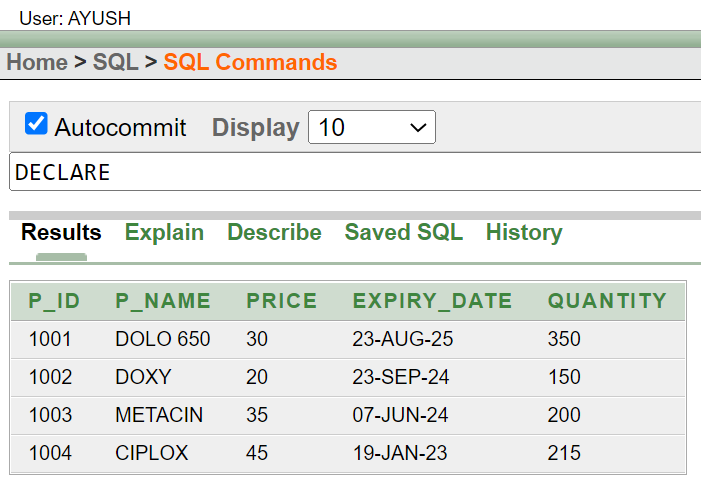 User: AYUSH
Home > SQL > SQL Commands
Autocommit Display 10
DECLARE
Results Explain Describe Saved SQL History
P_ID P_NAME PRICE EXPIRY_DATE QUANTITY
1001 DOLO 650 30 23-AUG-25 350
1002 DOXY 20 23-SEP-24 150
1003 METACIN 35 07-JUN-24 200
1004 CIPLOX 45 19-JAN-23 215